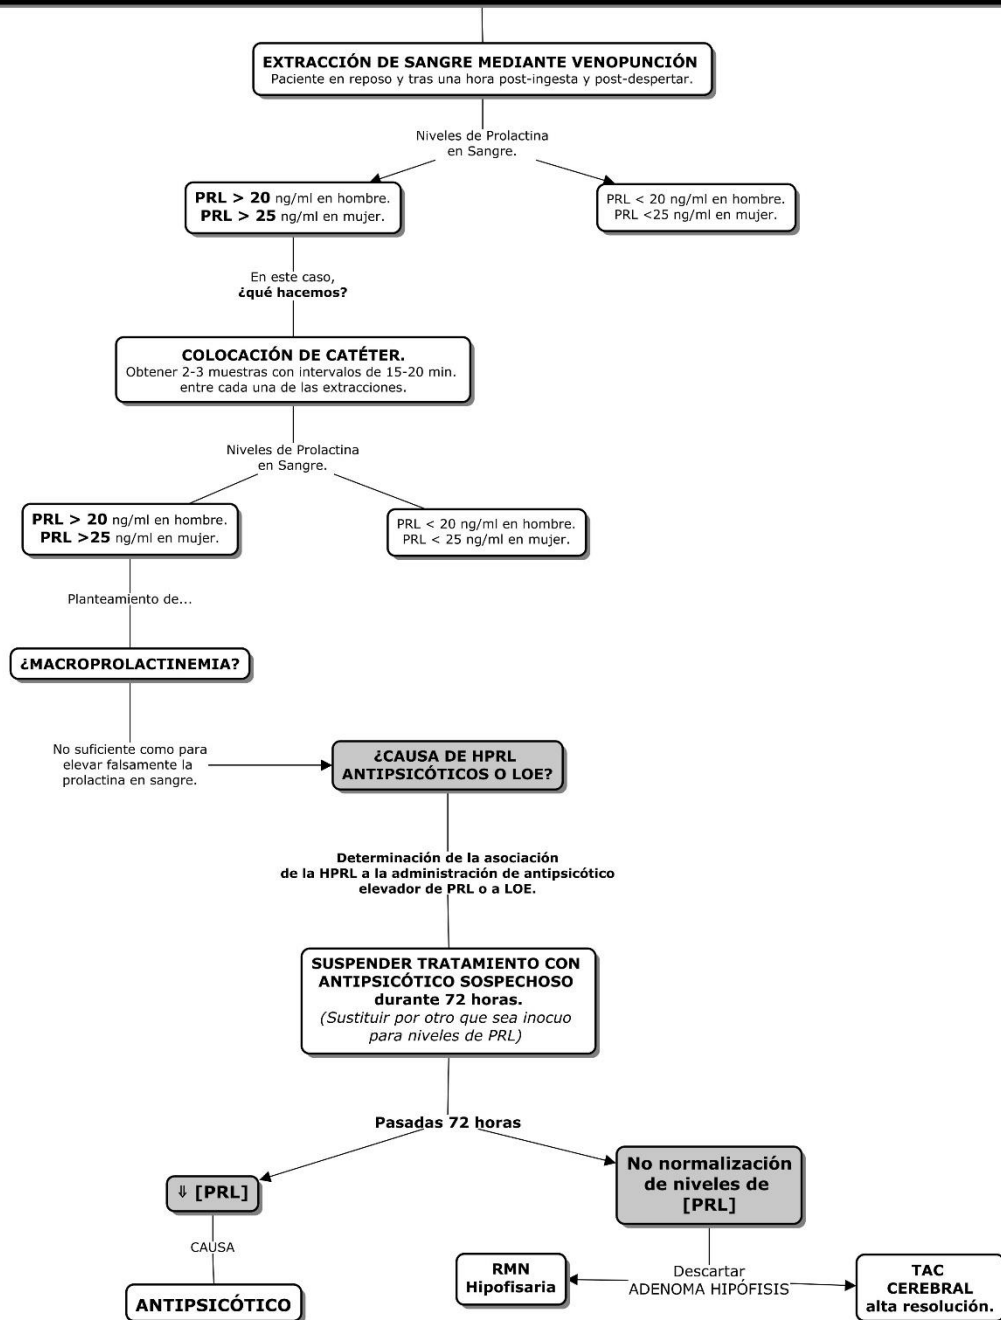 EXTRACCIÓN DE SANGRE MEDIANTE VENOPUNCIÓN
Paciente en reposo y tras una hora post-ingesta y post-despertar.
Niveles de Prolactina
en Sangre.
PRL > 20 ng/ml en hombre.
PRL > 25 ng/ml en mujer.
PRL < 20 ng/ml en hombre.
PRL <25 ng/ml en mujer.
En este caso,
¿qué hacemos?
COLOCACIÓN DE CATÉTER.
Obtener 2-3 muestras con intervalos de 15-20 min.
entre cada una de las extracciones.
Niveles de Prolactina
en Sangre.
PRL > 20 ng/ml en hombre.
PRL >25 ng/ml en mujer.
PRL < 20 ng/ml en hombre.
PRL < 25 ng/ml en mujer.
Planteamiento de...
¿MACROPROLACTINEMIA?
No suficiente como para
elevar falsamente la
prolactina en sangre.
¿CAUSA DE HPRL
ANTIPSICÓTICOS O LOE?
Determinación de la asociación
de la HPRL a la administración de antipsicótico
elevador de PRL o a LOE.
SUSPENDER TRATAMIENTO CON
ANTIPSICÓTICO SOSPECHOSO
durante 72 horas.
(Sustituir por otro que sea inocuo
para niveles de PRL)
Pasadas 72 horas
⇓ [PRL]
CAUSA
ANTIPSICÓTICO
No normalización
de niveles de
[PRL]
Descartar
ADENOMA HIPÓFISIS
RMN
Hipofisaria
TAC
CEREBRAL
alta resolución.